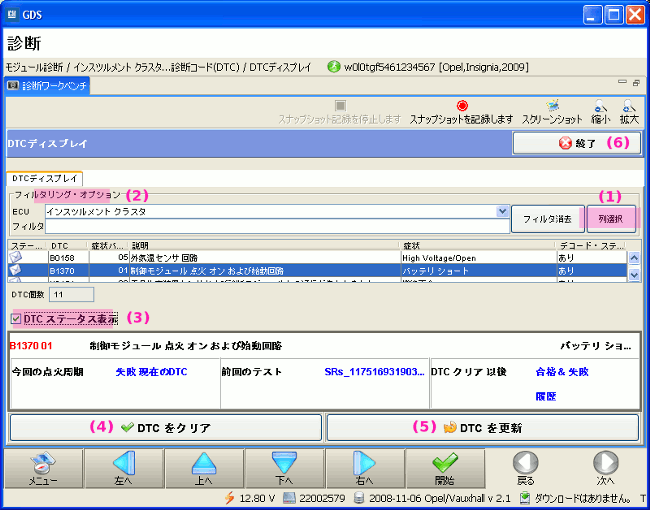 GDS
診断
モジュール診断 / インスツルメント クラスタ...診断コード(DTC) / DTCディスプレイ w0l0tgf5461234567 [Opel,Insignia,2009]
診断ワークベンチ
スナップショット記録を停止します スナップショットを記録します スクリーンショット 縮小 拡大
DTCディスプレイ 終了 (6)
DTCディスプレイ
フィルタリング・オプション (2) (1)
ECU インスツルメント クラスタ フィルタ消去 列選択
フィルタ
ステー... DTC 症状バ... 説明 症状 デコード・ステ...
B0158 05 外気温センサ 回路 High Voltage/Open あり
B1370 01 制御モジュール 点火 オン および始動回路 バッテリ ショート あり
DTC個数 11
DTC ステータス表示 (3)
B1370 01 制御モジュール 点火 オン および始動回路 バッテリ ショ...
今回の点火周期 失敗 現在のDTC 前回のテスト SRs_117516931903... DTC クリア 以後 合格 & 失敗
履歴
(4) DTC をクリア (5) DTC を更新
メニュー 左へ 上へ 下へ 右へ 開始 戻る 次へ
12.80 V 22002579 2008-11-06 Opel/Vauxhall v 2.1 ダウンロードはありません。 T